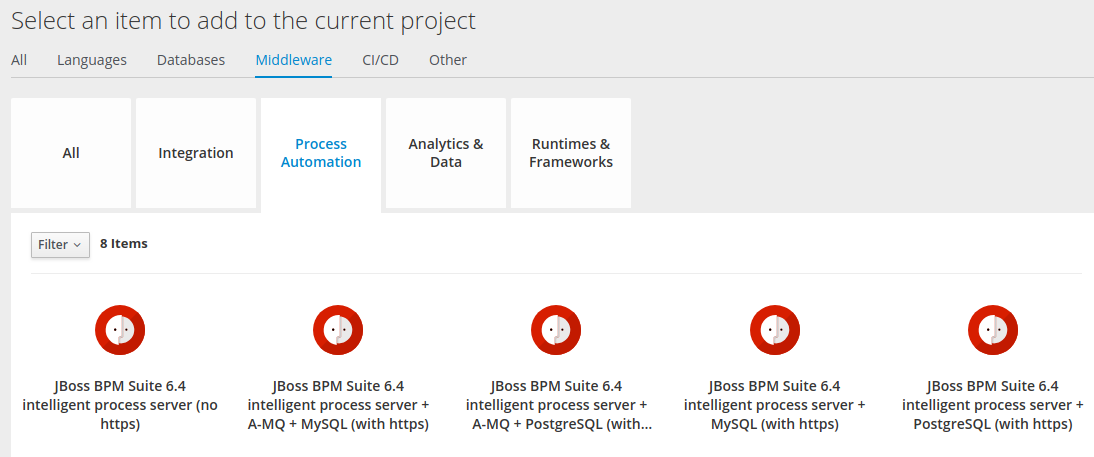 Select an item to add to the current project
All Languages Databases Middleware CI/CD Other
All Integration Process Automation Analytics & Data Runtimes & Frameworks
Filter 8 Items
JBoss BPM Suite 6.4
intelligent process server (no
https)
JBoss BPM Suite 6.4
intelligent process server +
A-MQ + MySQL (with https)
JBoss BPM Suite 6.4
intelligent process server +
A-MQ + PostgreSQL (with...
JBoss BPM Suite 6.4
intelligent process server +
MySQL (with https)
JBoss BPM Suite 6.4
intelligent process server +
PostgreSQL (with https)